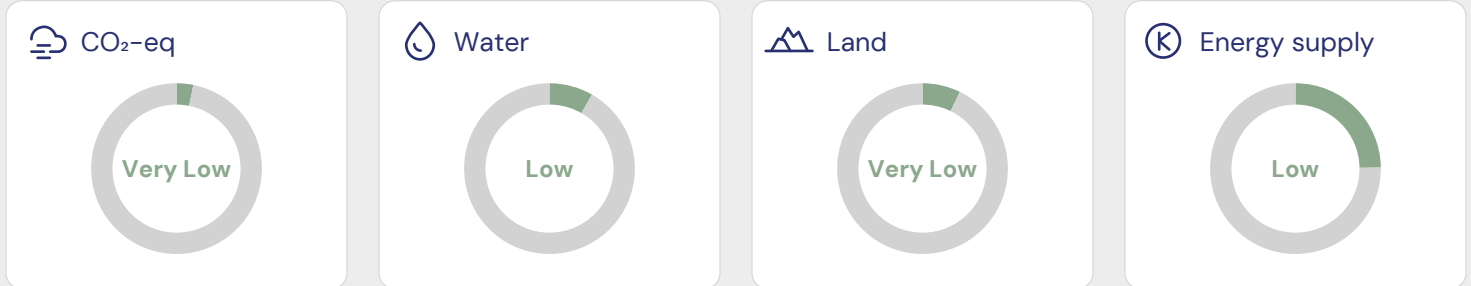 CO₂-eq
Very Low
Water
Low
Land
Very Low
Energy supply
Low